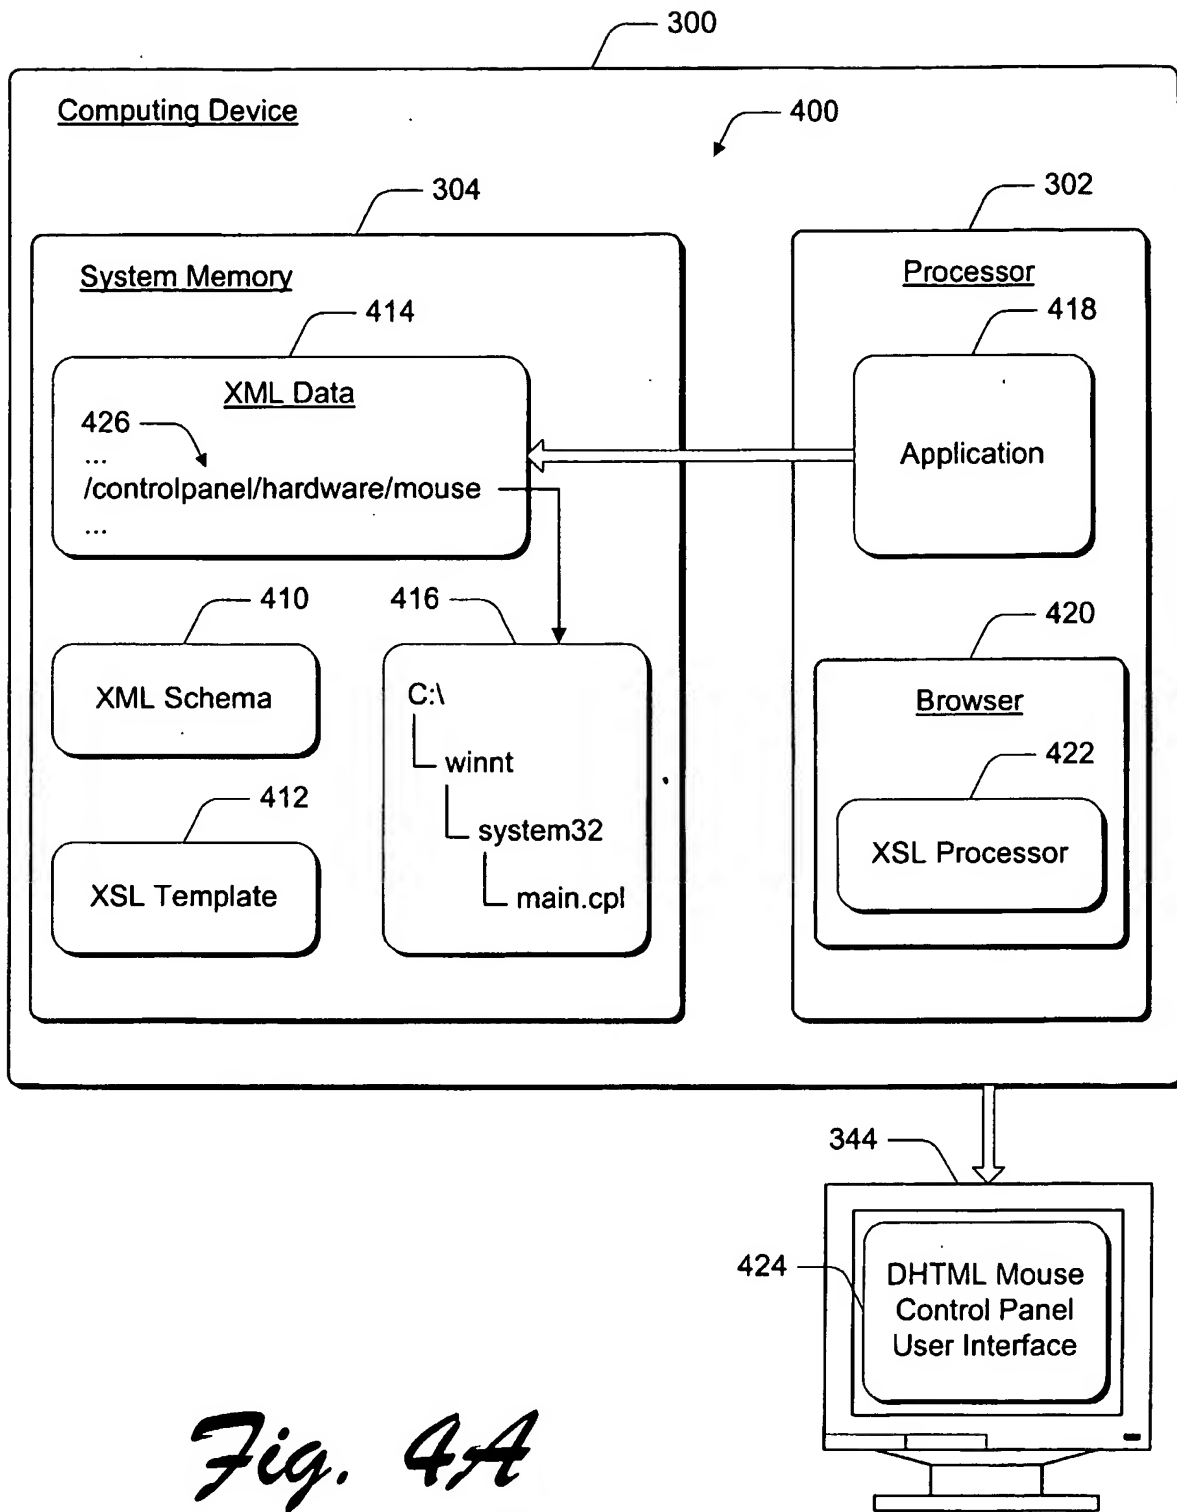 300
Computing Device
400
304
302
System Memory
Processor
414
418
XML Data
426
...
/controlpanel/hardware/mouse
...
Application
410
416
420
XML Schema
C:\
winnt
system32
main.cpl
Browser
412
422
XSL Template
XSL Processor
344
424
DHTML Mouse
Control Panel
User Interface
Fig. 4A